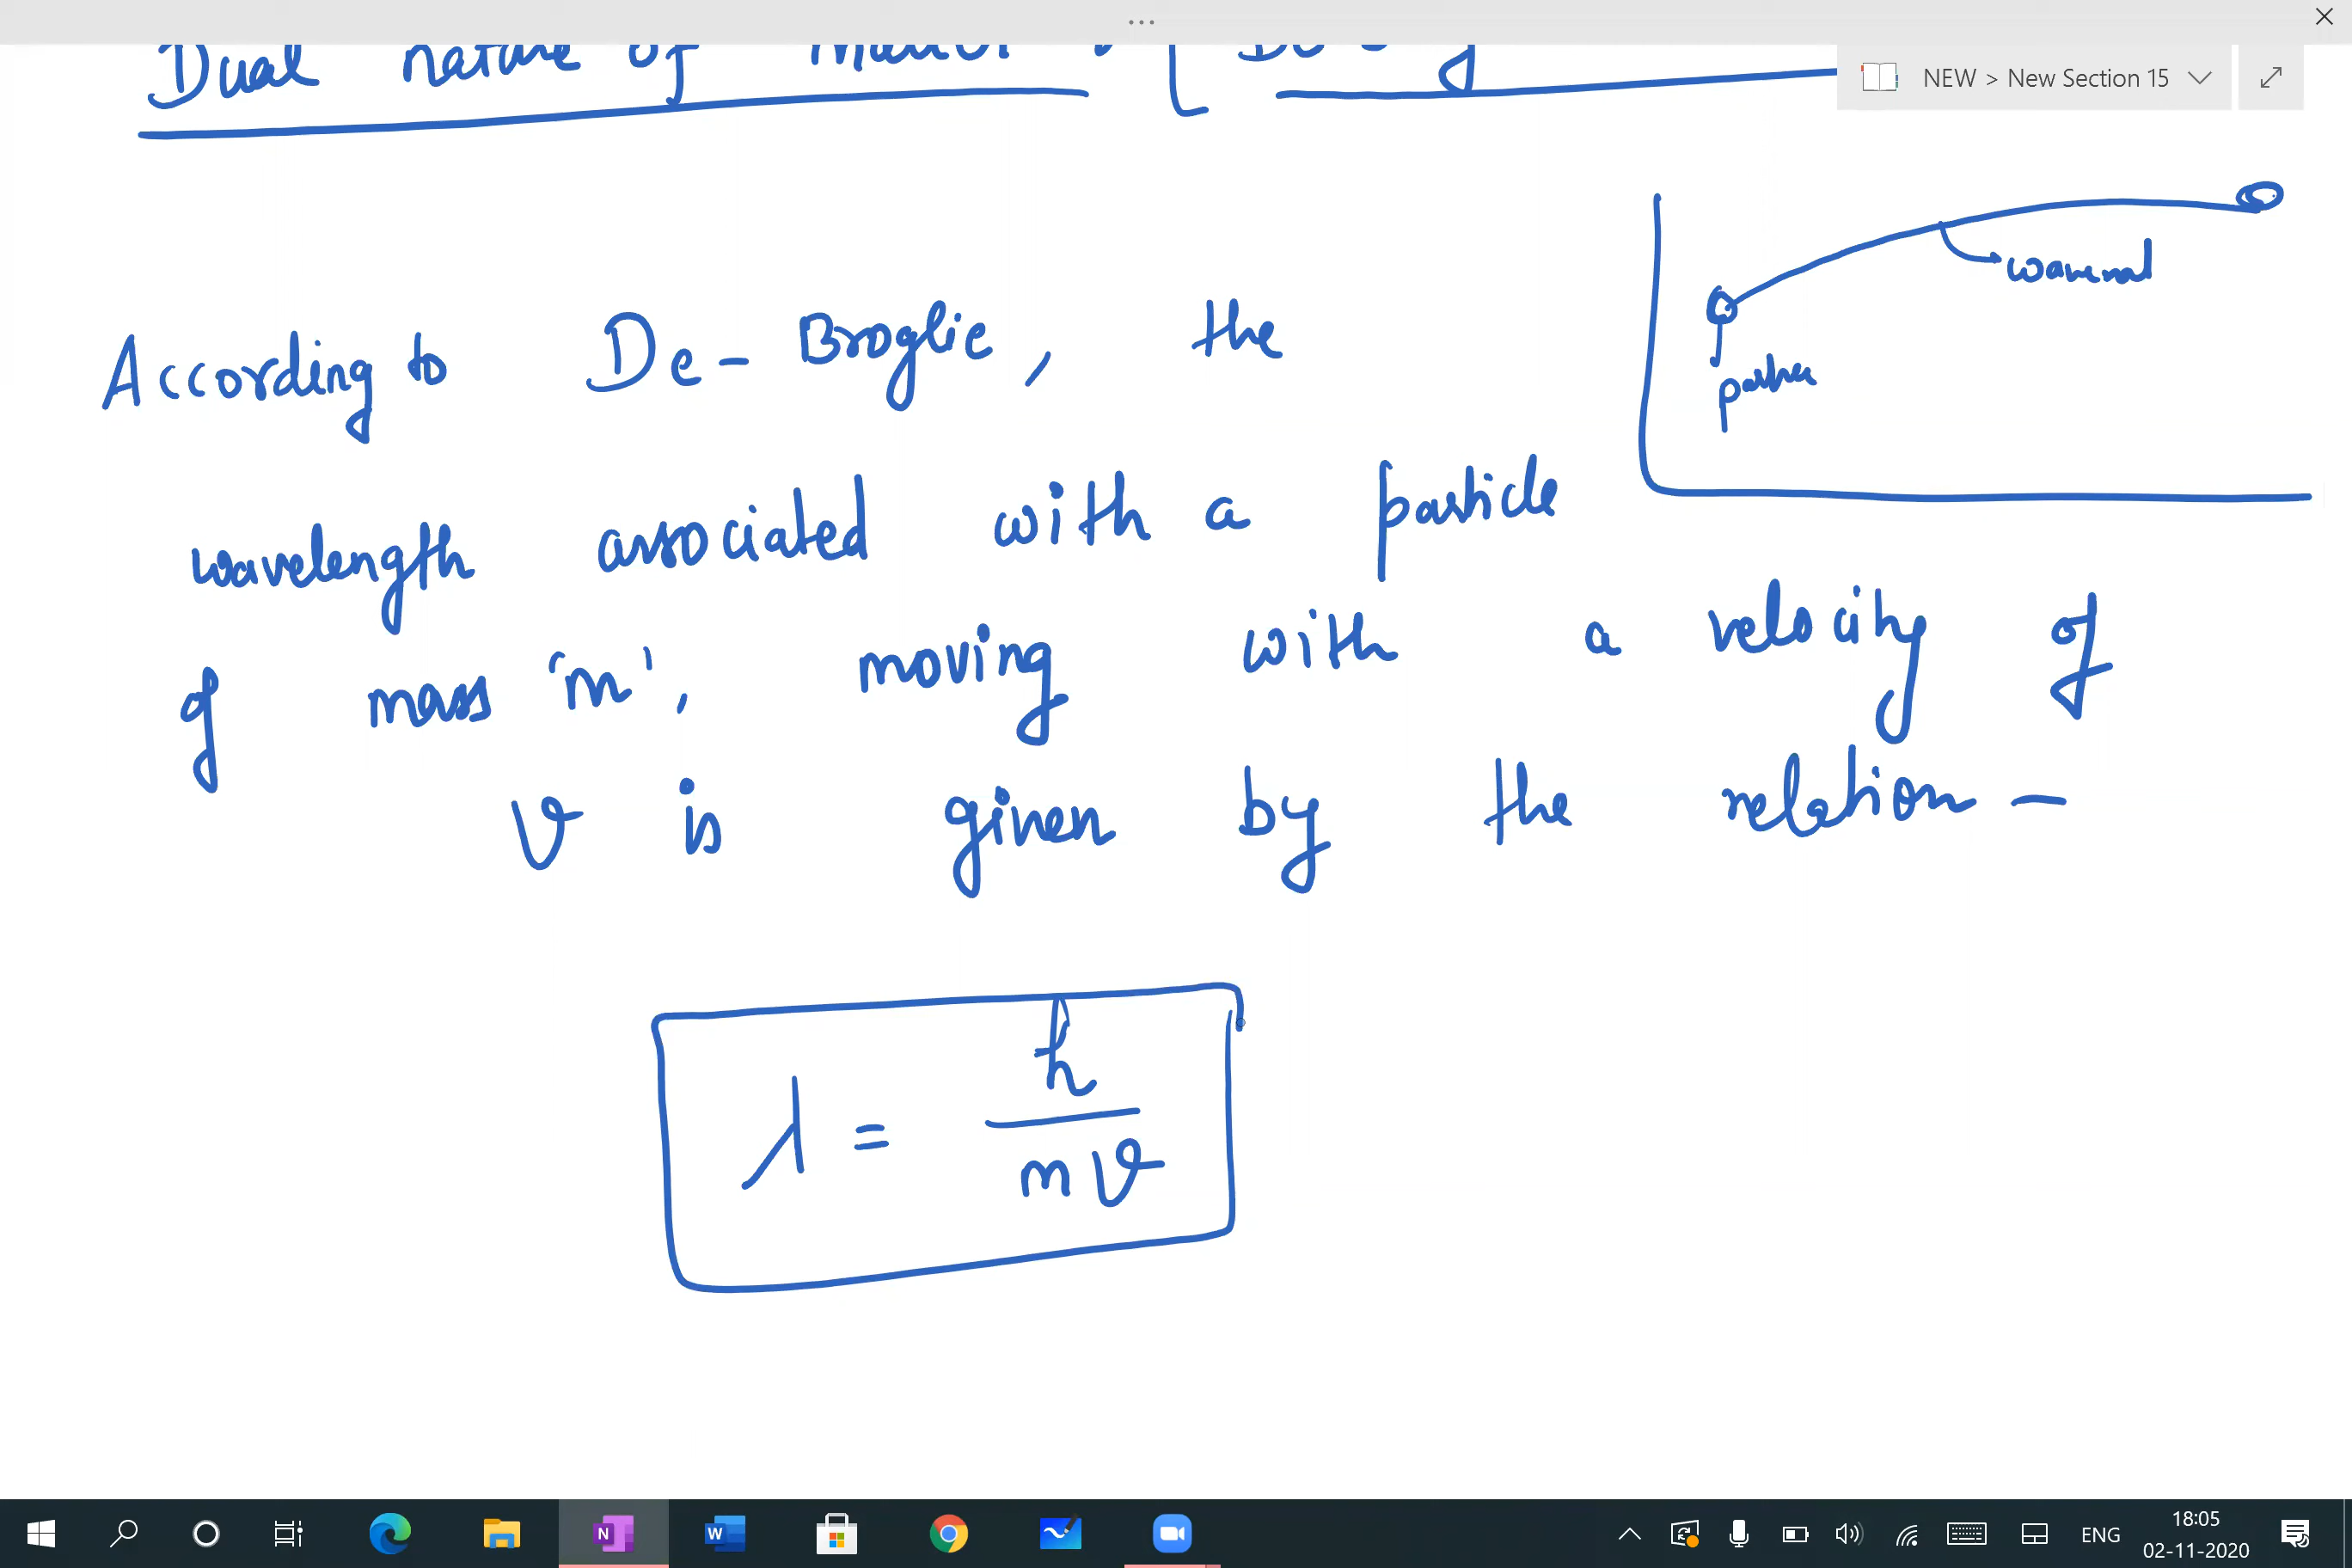 Dual nature of
NEW > New Section 15
According to De-Broglie, the
wavelength associated with a particle
of mass 'm', moving with a velocity of
v is given by the relation —
λ = h / mv
ENG
18:05
02-11-2020